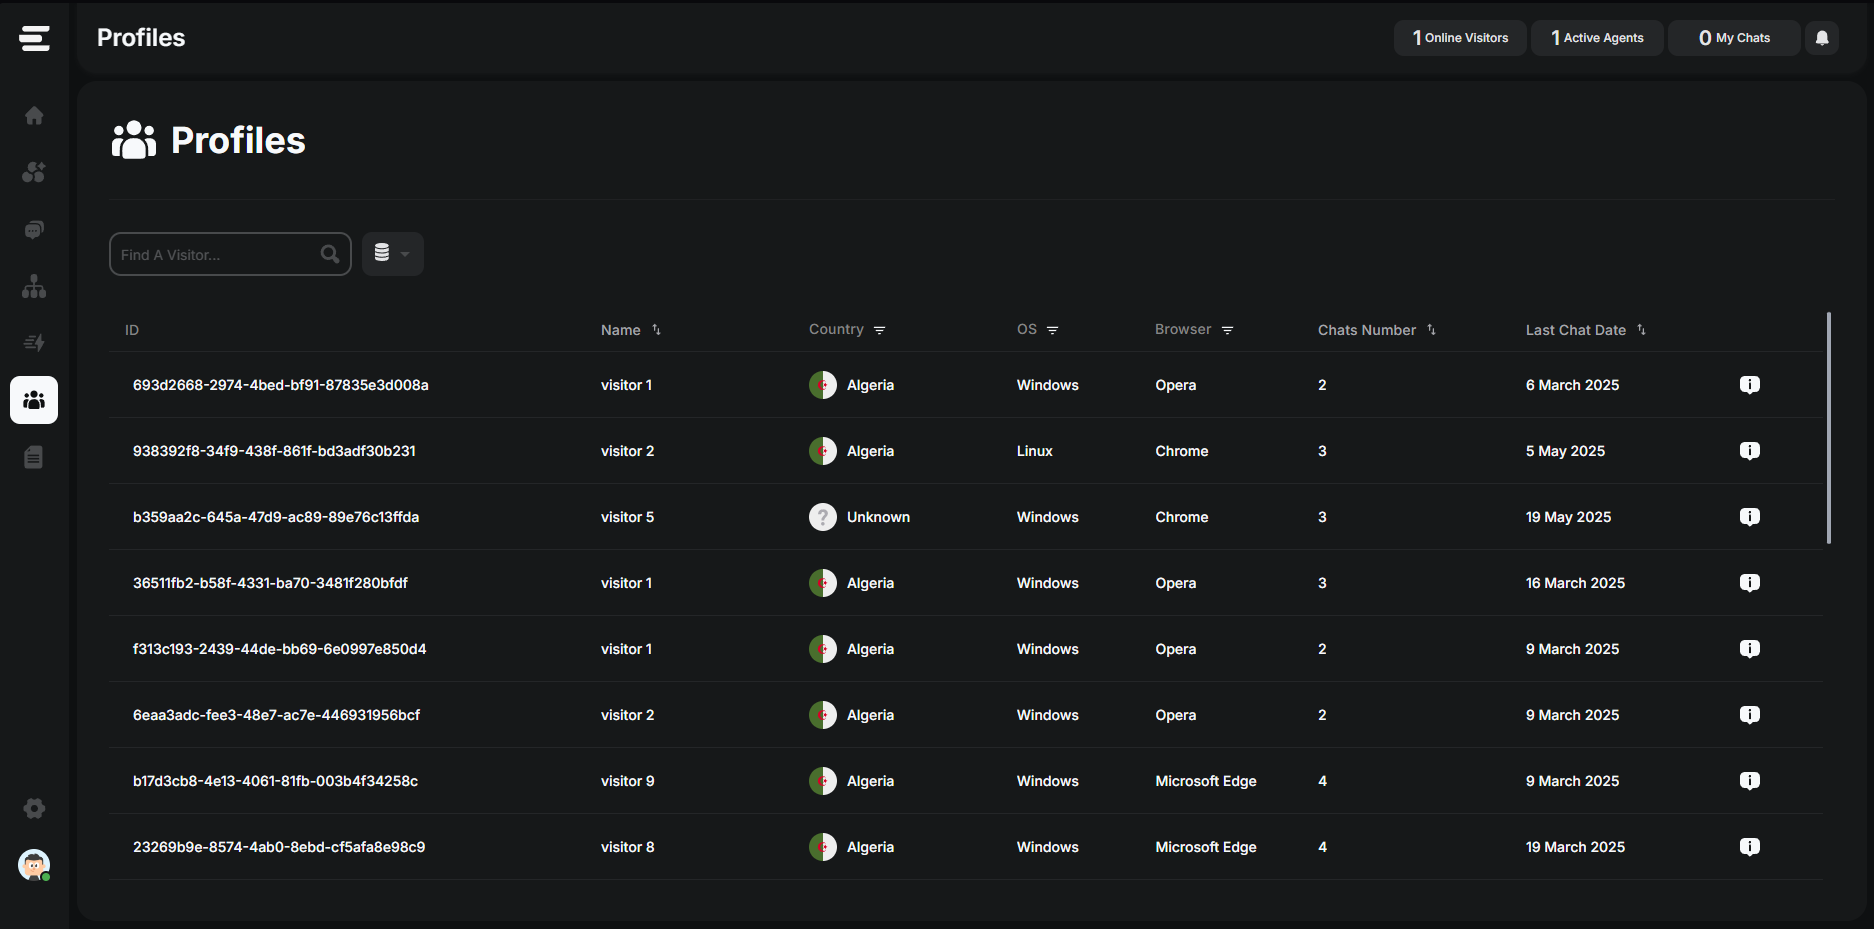 Profiles
1 Online Visitors
1 Active Agents
0 My Chats
Profiles
Find A Visitor...
ID Name Country OS Browser Chats Number Last Chat Date
693d2668-2974-4bed-bf91-87835e3d008a visitor 1 Algeria Windows Opera 2 6 March 2025
938392f8-34f9-438f-861f-bd3adf30b231 visitor 2 Algeria Linux Chrome 3 5 May 2025
b359aa2c-645a-47d9-ac89-89e76c13ffda visitor 5 ? Unknown Windows Chrome 3 19 May 2025
36511fb2-b58f-4331-ba70-3481f280bfdf visitor 1 Algeria Windows Opera 3 16 March 2025
f313c193-2439-44de-bb69-6e0997e850d4 visitor 1 Algeria Windows Opera 2 9 March 2025
6eaa3adc-fee3-48e7-ac7e-446931956bcf visitor 2 Algeria Windows Opera 2 9 March 2025
b17d3cb8-4e13-4061-81fb-003b4f34258c visitor 9 Algeria Windows Microsoft Edge 4 9 March 2025
23269b9e-8574-4ab0-8ebd-cf5afa8e98c9 visitor 8 Algeria Windows Microsoft Edge 4 19 March 2025